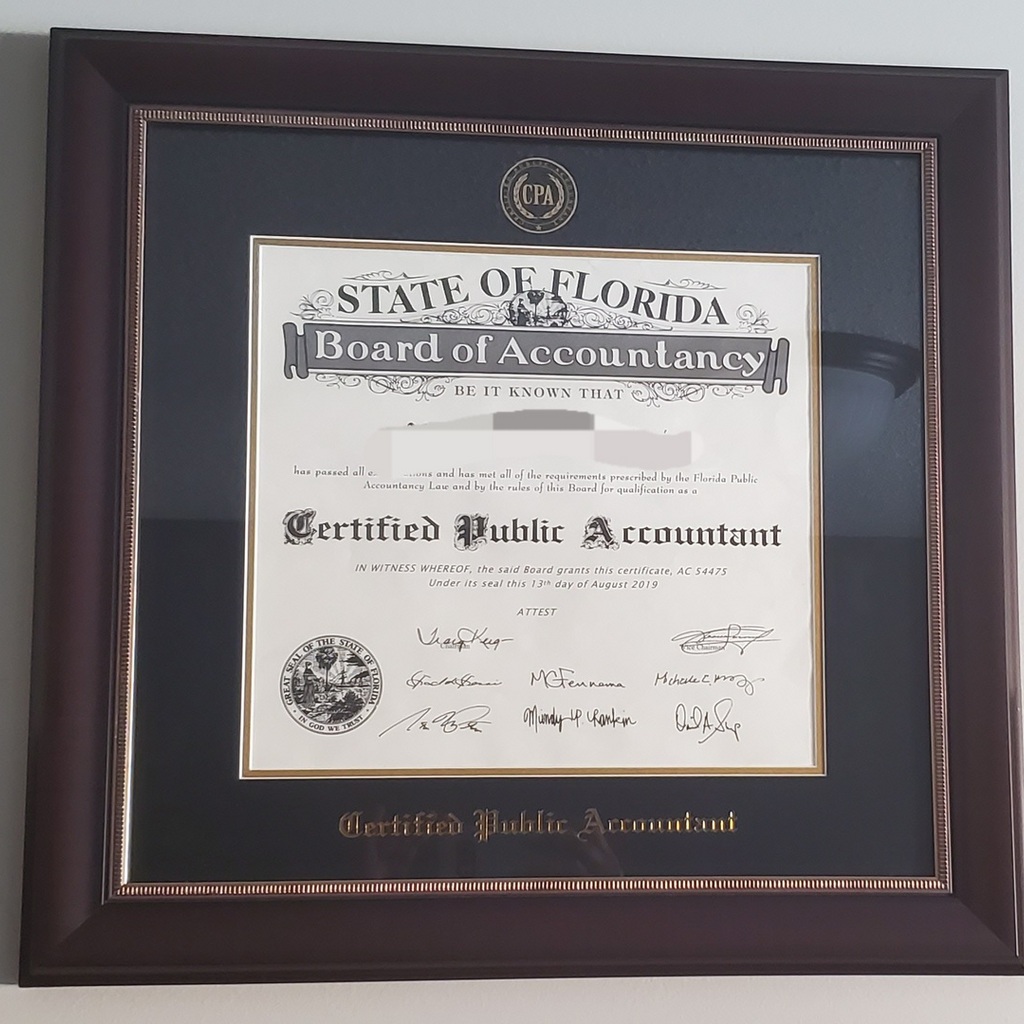 CPA
STATE OF FLORIDA
Board of Accountancy
BE IT KNOWN THAT
has passed all and has met all of the requirements prescribed by the Florida Public
Accountancy Law and by the rules of this Board for qualification as a
Certified Public Accountant
IN WITNESS WHEREOF, the said Board grants this certificate, AC 54475
Under its seal this 13th day of August 2019
ATTEST
Vice Chairman
GREAT SEAL OF THE STATE OF FLORIDA
IN GOD WE TRUST
Certified Public Accountant